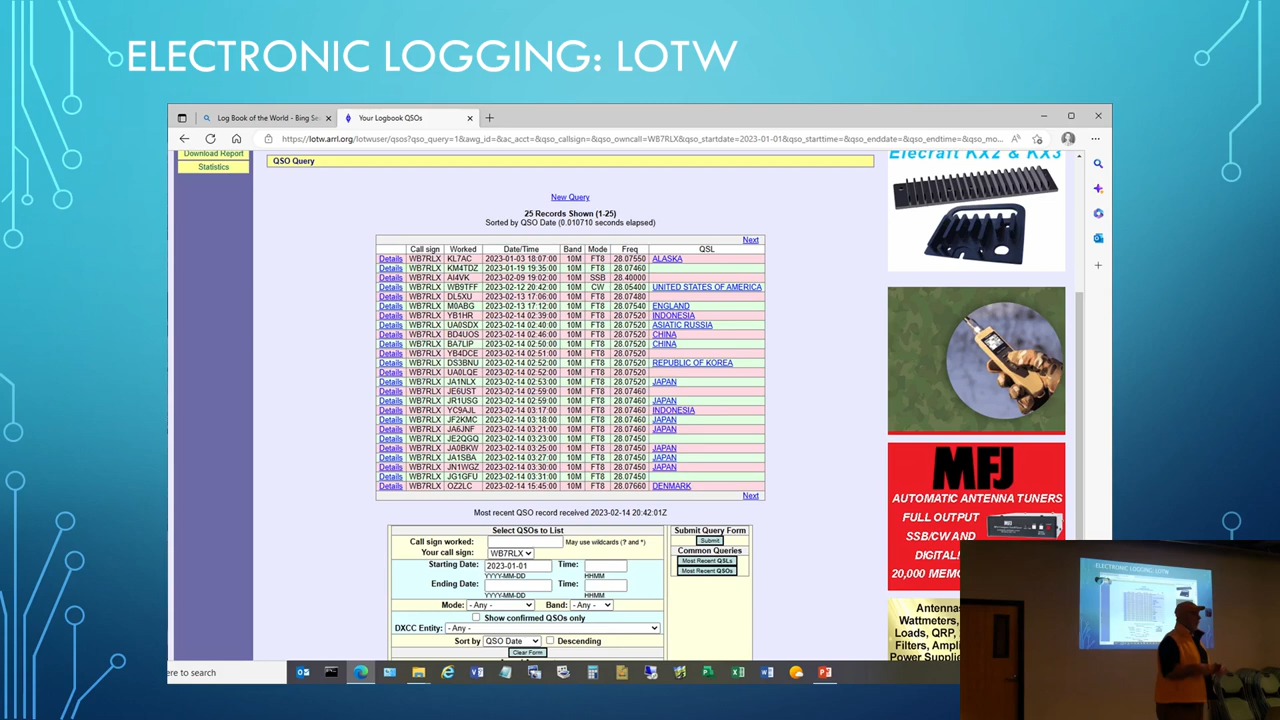 ELECTRONIC LOGGING: LOTW
Log Book of the World - Bing Se
Your Logbook QSOs
https://lotw.arrl.org/lotwuser/qsos?qso_query=1&awg_id=&ac_acct=&qso_callsign=&qso_owncall=WB7RLX&qso_startdate=2023-01-01&qso_starttime=&qso_enddate=&qso_endtime=&qso_mo...
Download Report
Statistics
QSO Query
New Query
25 Records Shown (1-25)
Sorted by QSO Date (0.010710 seconds elapsed)
Next
Call sign Worked Date/Time Band Mode Freq QSL
Details WB7RLX KL7AC 2023-01-03 18:07:00 10M FT8 28.07550 ALASKA
Details WB7RLX KM4TDZ 2023-01-19 19:35:00 10M FT8 28.07460
Details WB7RLX AI4VK 2023-02-09 19:02:00 10M SSB 28.40000
Details WB7RLX WB9TFF 2023-02-12 20:42:00 10M CW 28.05400 UNITED STATES OF AMERICA
Details WB7RLX DL5XU 2023-02-13 17:06:00 10M FT8 28.07480
Details WB7RLX M0ABG 2023-02-13 17:12:00 10M FT8 28.07540 ENGLAND
Details WB7RLX YB1HR 2023-02-14 02:39:00 10M FT8 28.07520 INDONESIA
Details WB7RLX UA0SDX 2023-02-14 02:40:00 10M FT8 28.07520 ASIATIC RUSSIA
Details WB7RLX BD4UOS 2023-02-14 02:46:00 10M FT8 28.07520 CHINA
Details WB7RLX BA7LIP 2023-02-14 02:50:00 10M FT8 28.07520 CHINA
Details WB7RLX YB4DCE 2023-02-14 02:51:00 10M FT8 28.07520
Details WB7RLX DS3BNU 2023-02-14 02:52:00 10M FT8 28.07520 REPUBLIC OF KOREA
Details WB7RLX UA0LQE 2023-02-14 02:52:00 10M FT8 28.07520
Details WB7RLX JA1NLX 2023-02-14 02:53:00 10M FT8 28.07520 JAPAN
Details WB7RLX JE6UST 2023-02-14 02:59:00 10M FT8 28.07460
Details WB7RLX JR1USG 2023-02-14 02:59:00 10M FT8 28.07520 JAPAN
Details WB7RLX YC9AJL 2023-02-14 03:17:00 10M FT8 28.07460 INDONESIA
Details WB7RLX JF2KMC 2023-02-14 03:18:00 10M FT8 28.07460 JAPAN
Details WB7RLX JA6JNF 2023-02-14 03:21:00 10M FT8 28.07460 JAPAN
Details WB7RLX JE2QGQ 2023-02-14 03:23:00 10M FT8 28.07450
Details WB7RLX JA0BKW 2023-02-14 03:25:00 10M FT8 28.07450 JAPAN
Details WB7RLX JA1SBA 2023-02-14 03:27:00 10M FT8 28.07450 JAPAN
Details WB7RLX JN1WGZ 2023-02-14 03:30:00 10M FT8 28.07450 JAPAN
Details WB7RLX JG1GFU 2023-02-14 03:31:00 10M FT8 28.07450
Details WB7RLX OZ2LC 2023-02-14 15:45:00 10M FT8 28.07660 DENMARK
Next
Most recent QSO record received 2023-02-14 20:42:01Z
Select QSOs to List
Call sign worked: May use wildcards (? and *)
Your call sign: WB7RLX
Starting Date: 2023-01-01 Time:
YYYY-MM-DD HHMM
Ending Date: Time:
YYYY-MM-DD HHMM
Mode: - Any - Band: - Any -
Show confirmed QSOs only
DXCC Entity: - Any -
Sort by QSO Date Descending
Clear Form
Submit Query Form
Submit
Common Queries
Most Recent QSLs
Most Recent QSOs
Elecraft KX2 & KX3
MFJ
AUTOMATIC ANTENNA TUNERS
FULL OUTPUT
SSB/CW AND
DIGITAL
20,000 MEMO
Antennas
Wattmeters,
Loads, QRP,
Filters, Ampli
Power Supplie
ere to search
ELECTRONIC LOGGING: LOTW